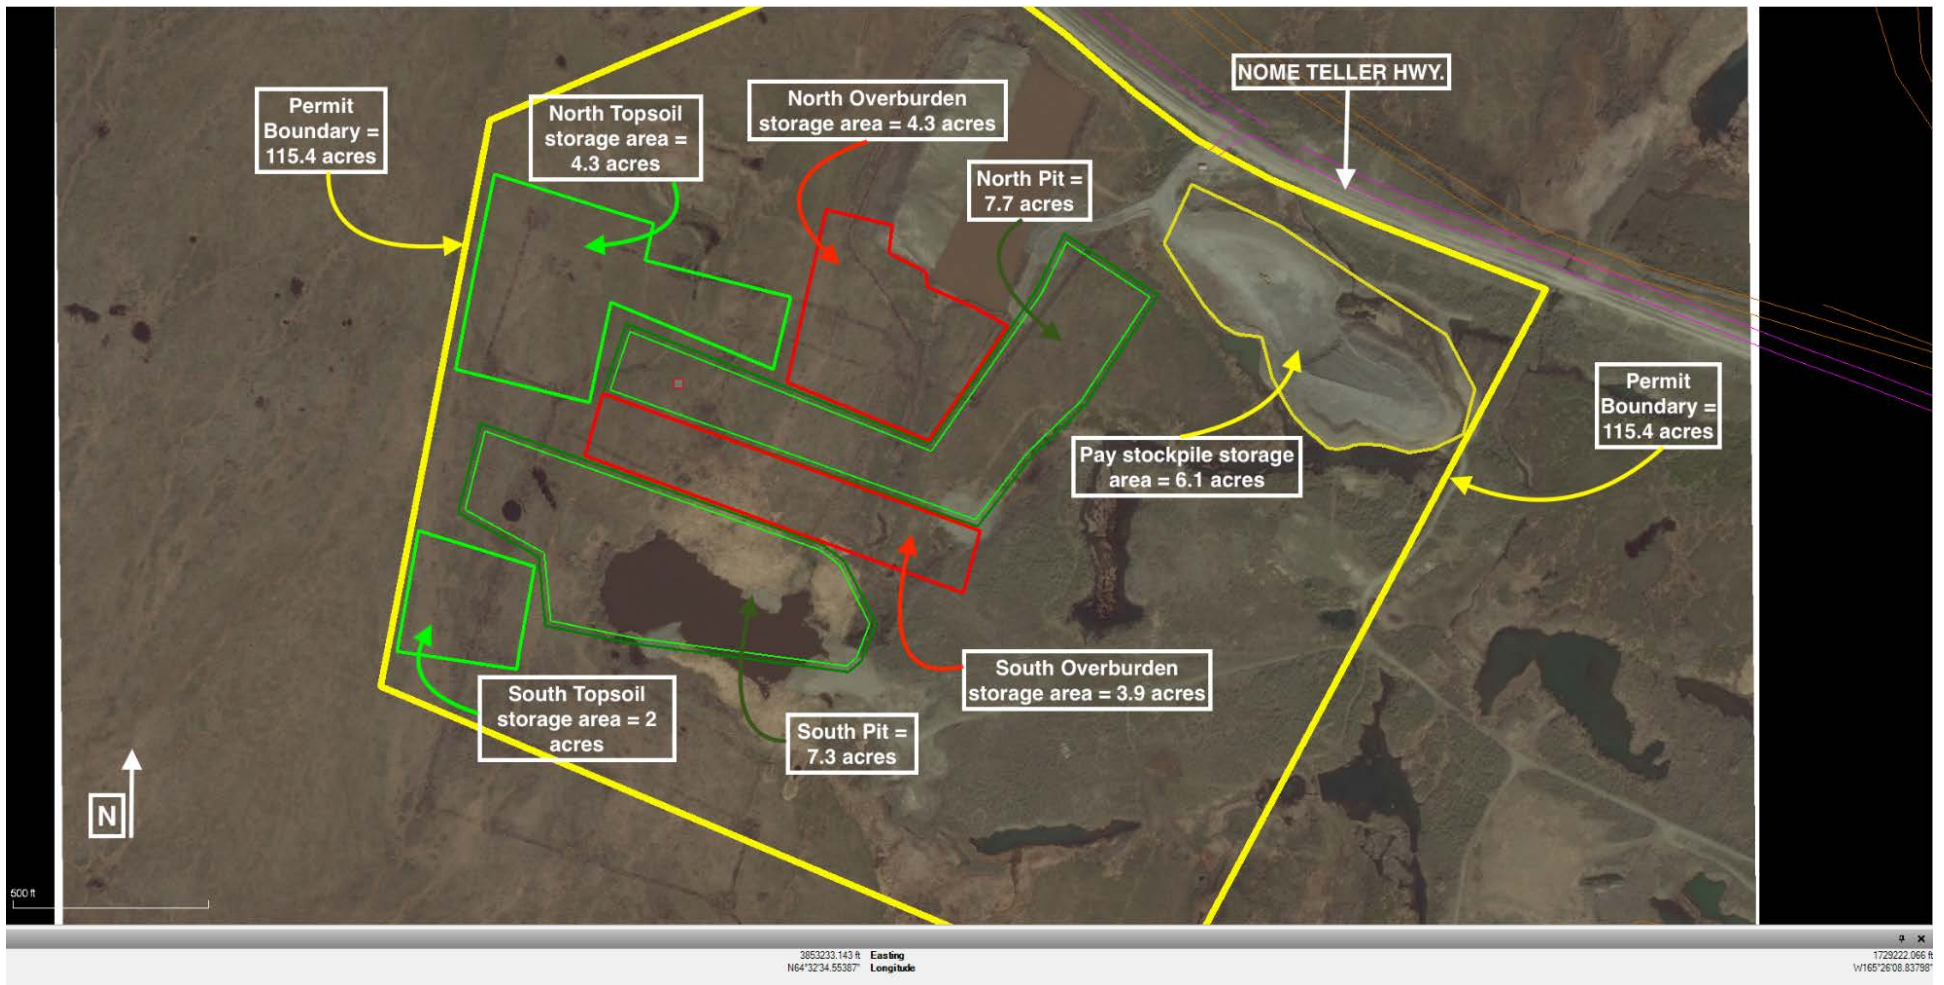 NOME TELLER HWY.
Permit
Boundary =
115.4 acres
North Topsoil
storage area =
4.3 acres
North Overburden
storage area = 4.3 acres
North Pit =
7.7 acres
Permit
Boundary =
115.4 acres
Pay stockpile storage
area = 6.1 acres
South Overburden
storage area = 3.9 acres
South Topsoil
storage area = 2
acres
South Pit =
7.3 acres
N
500 ft
3853233.143 ft Easting 1729222.066 ft
N64°32'34.55387" Longitude W165°26'08.83798"